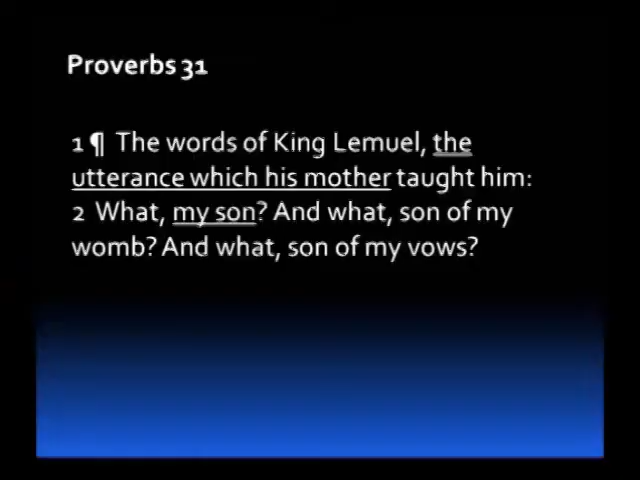 Proverbs 31
1 ¶ The words of King Lemuel, the
utterance which his mother taught him:
2 What, my son? And what, son of my
womb? And what, son of my vows?